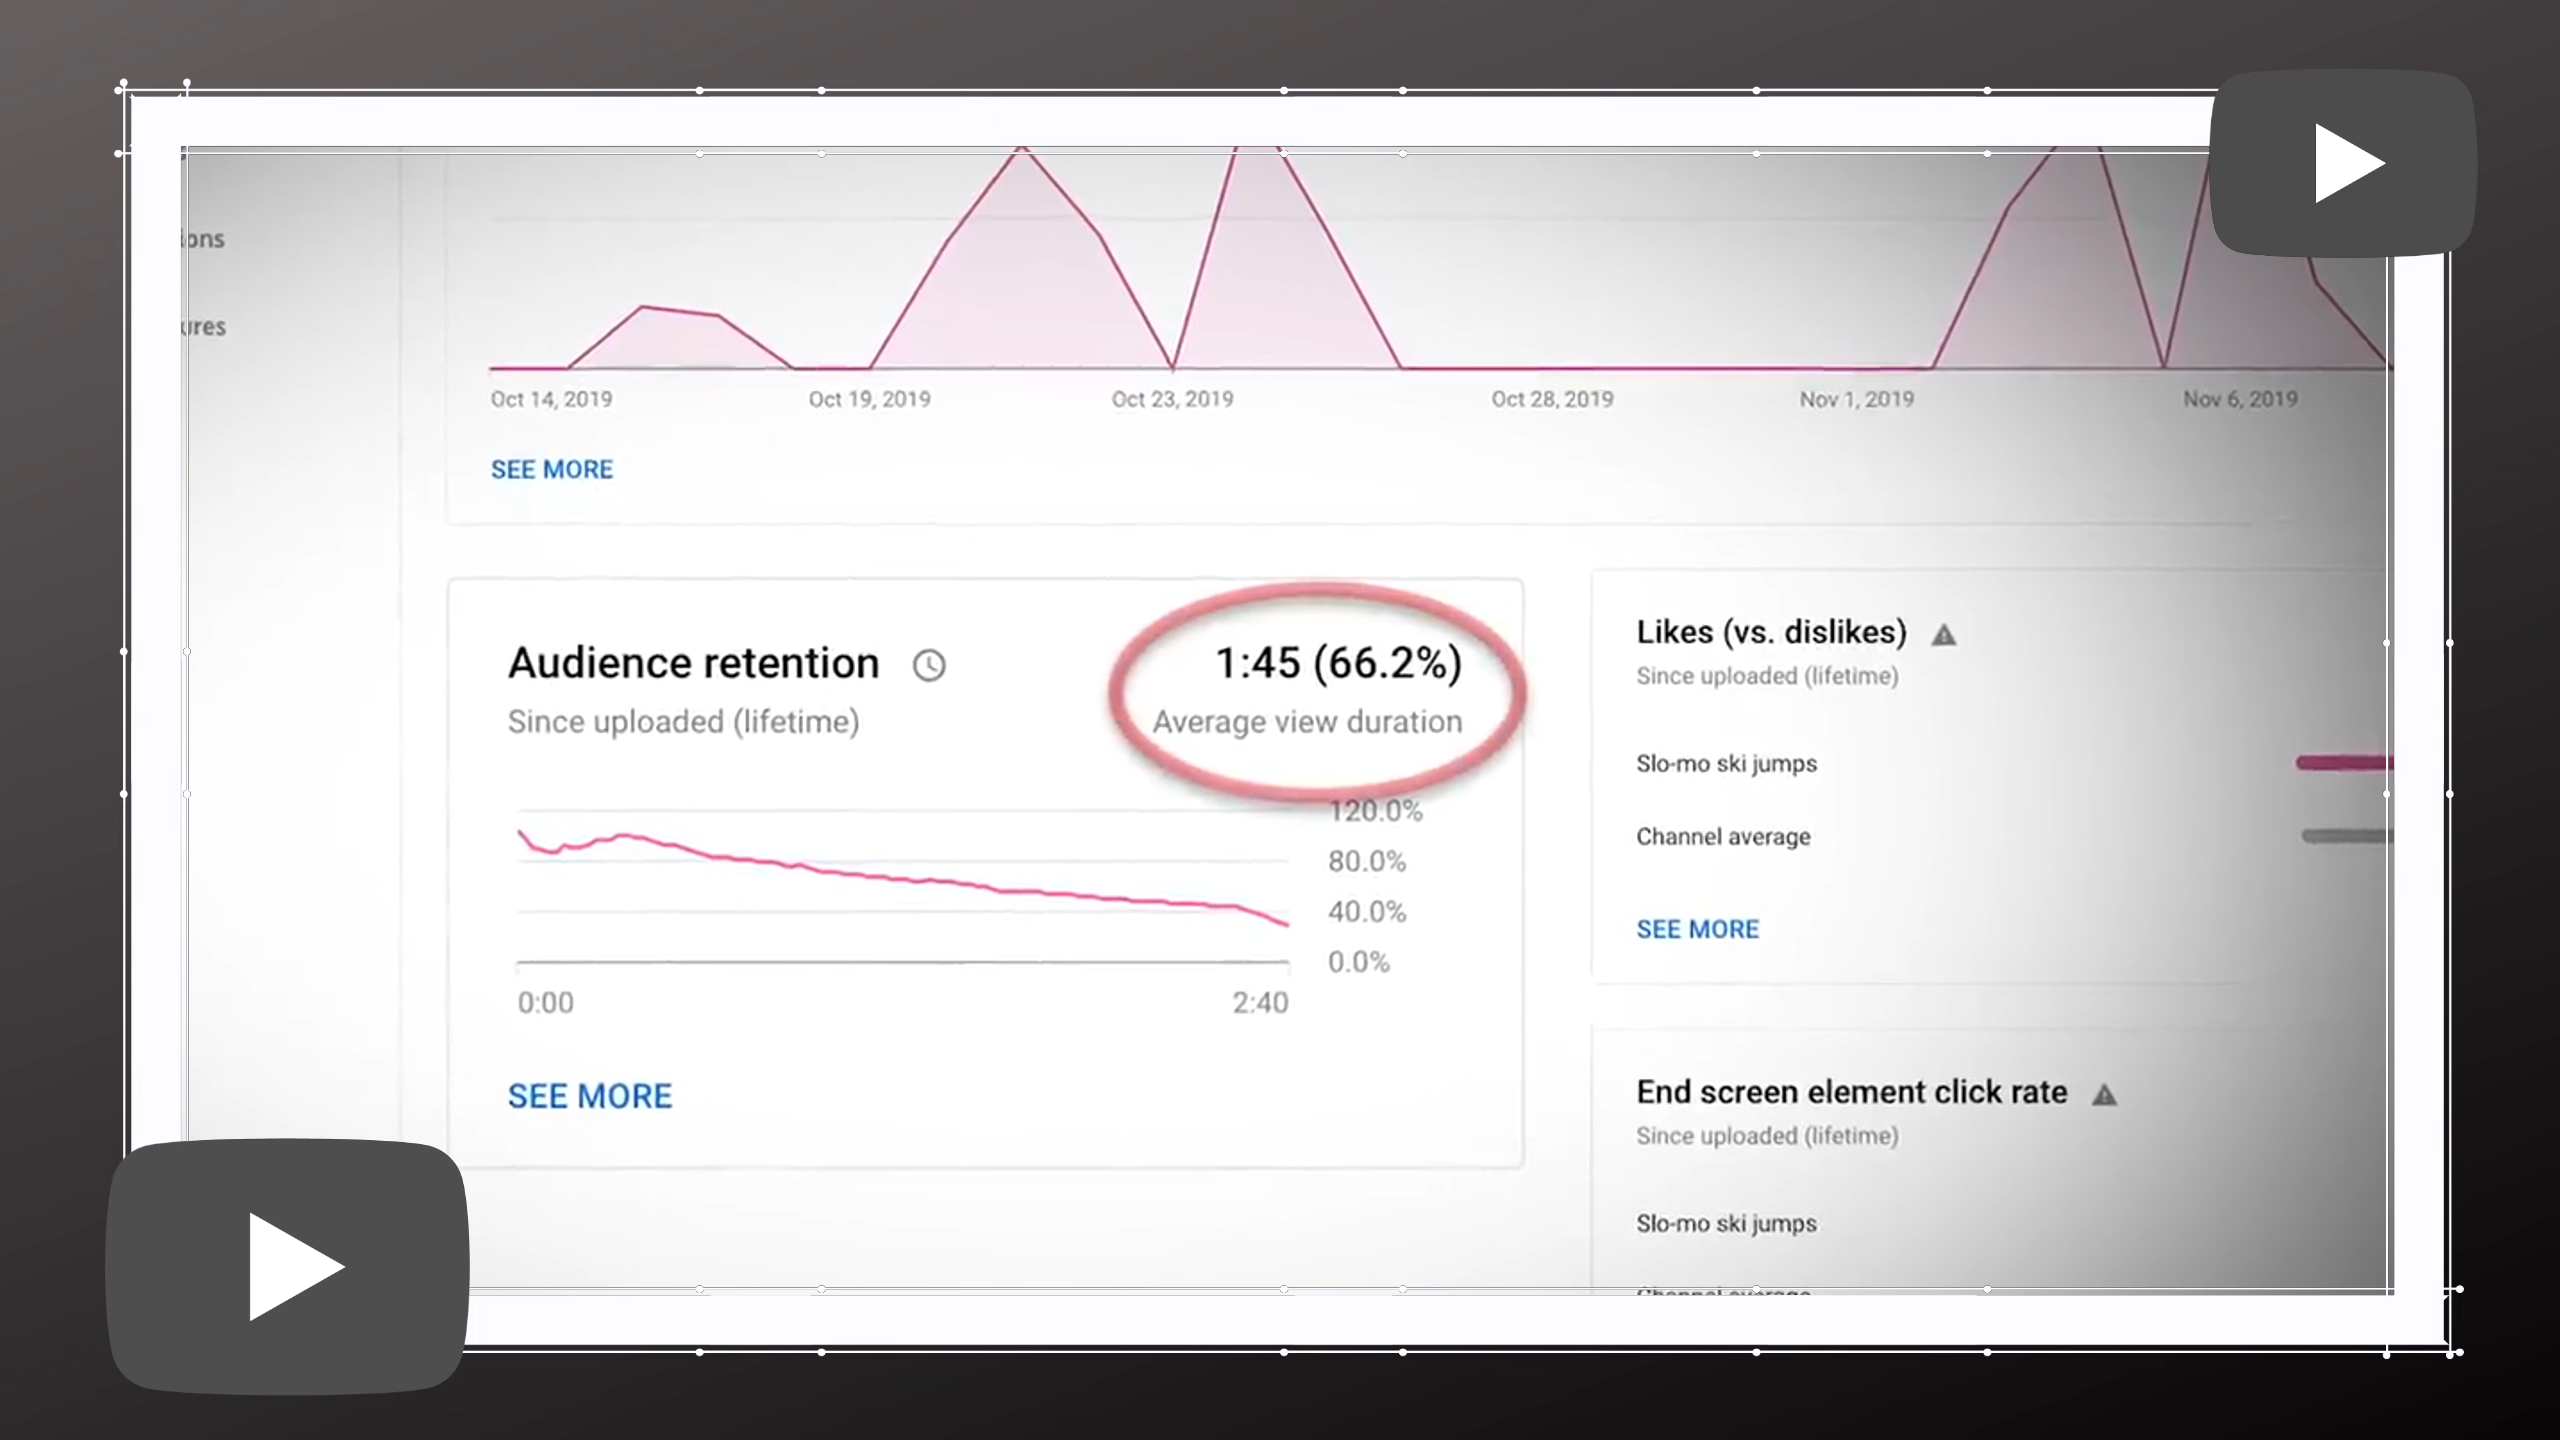 Oct 14, 2019 Oct 19, 2019 Oct 23, 2019 Oct 28, 2019 Nov 1, 2019 Nov 6, 2019
SEE MORE
Audience retention 1:45 (66.2%)
Since uploaded (lifetime) Average view duration
120.0%
80.0%
40.0%
0.0%
0:00 2:40
SEE MORE
Likes (vs. dislikes)
Since uploaded (lifetime)
Slo-mo ski jumps
Channel average
SEE MORE
End screen element click rate
Since uploaded (lifetime)
Slo-mo ski jumps